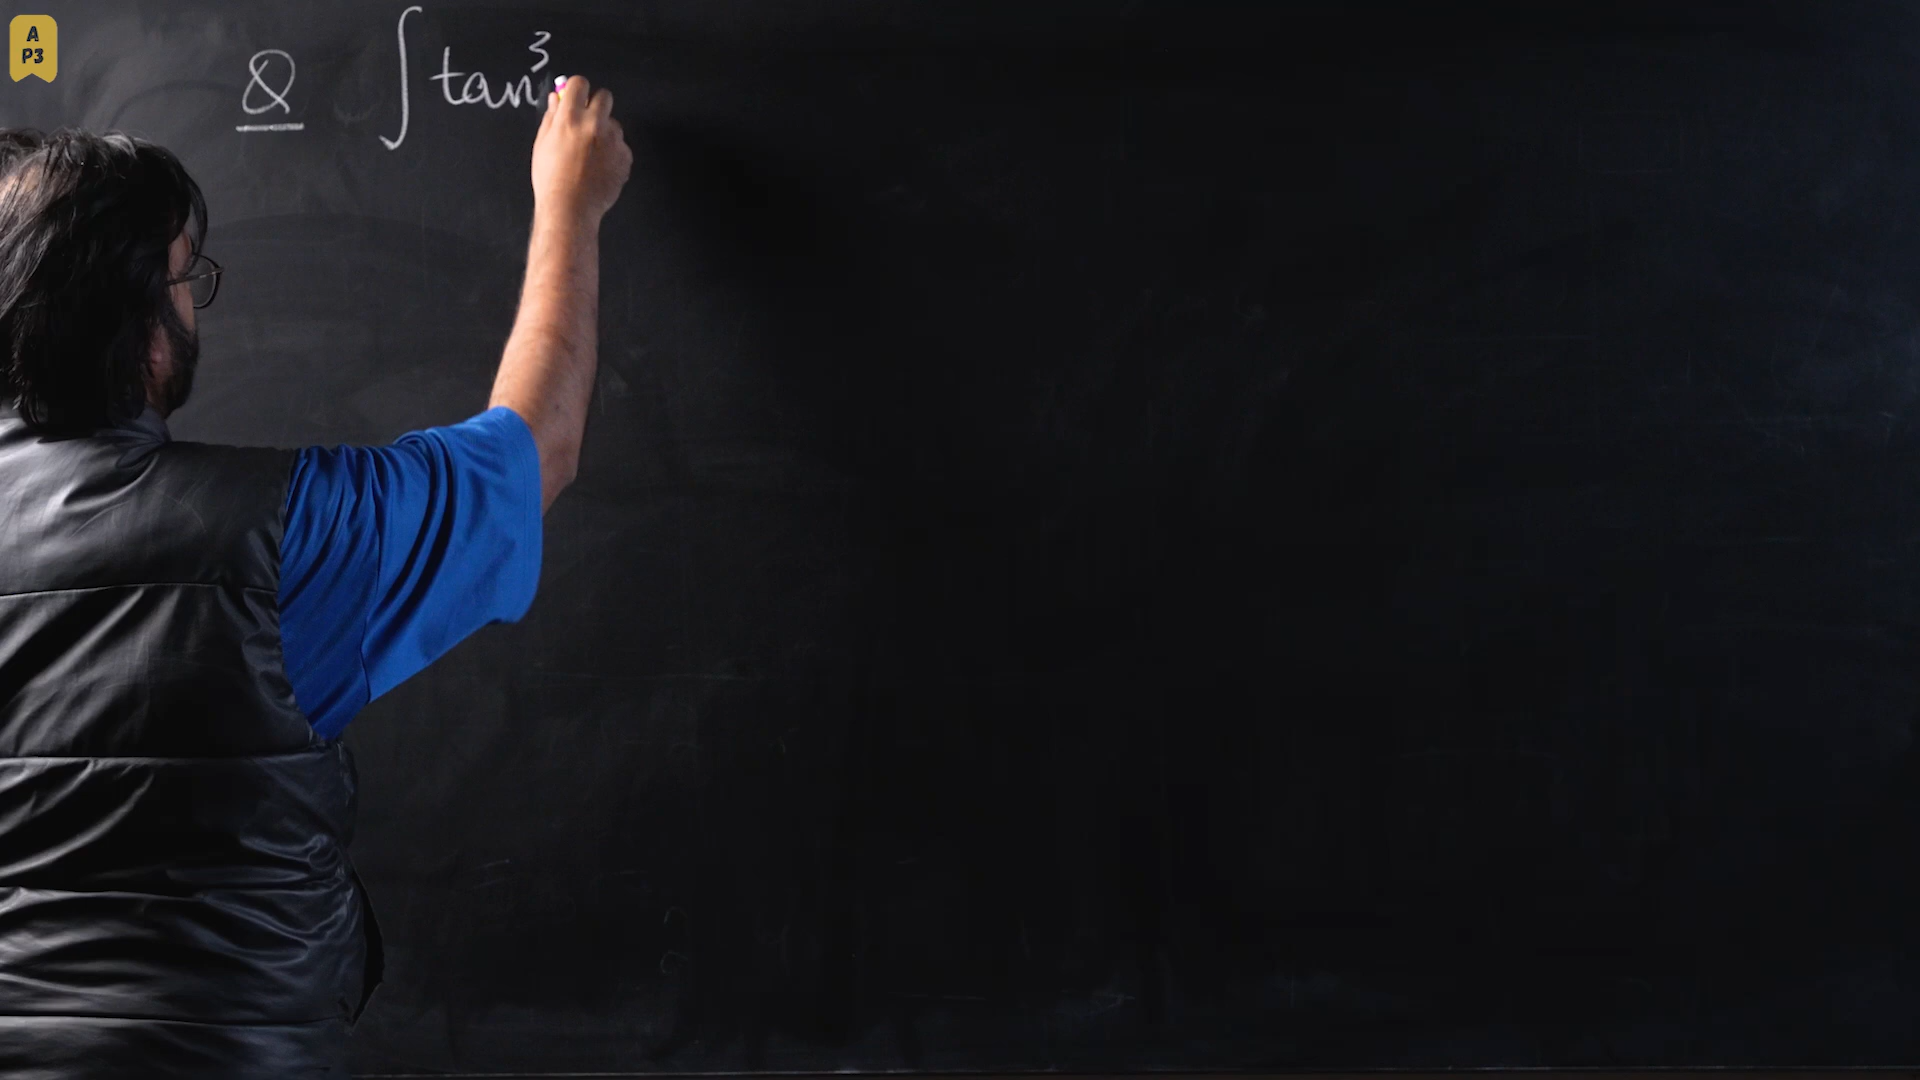 A
P3
Q ∫ tan³